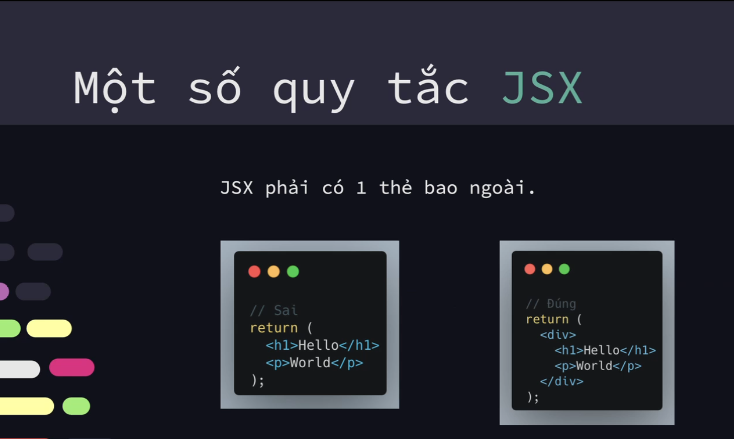 Một số quy tắc JSX
JSX phải có 1 thẻ bao ngoài.
// Sai
return (
<h1>Hello</h1>
<p>World</p>
);
// Đúng
return (
<div>
<h1>Hello</h1>
<p>World</p>
</div>
);